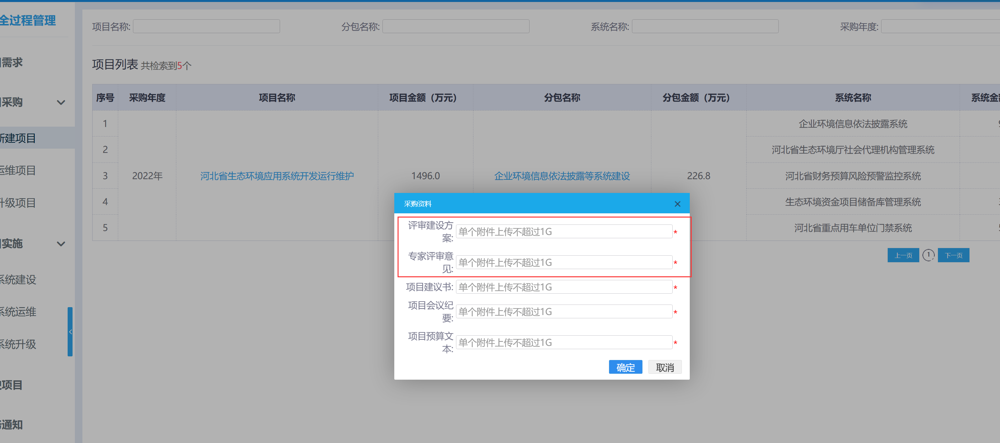 全过程管理
需求
采购
新建项目
运维项目
升级项目
实施
系统建设
系统运维
系统升级
项目
通知
项目名称:
分包名称:
系统名称:
采购年度:
项目列表 共检索到5个
序号 采购年度 项目名称 项目金额（万元） 分包名称 分包金额（万元） 系统名称 系统金额
1 企业环境信息依法披露系统
2 河北省生态环境厅社会代理机构管理系统
3 2022年 河北省生态环境应用系统开发运行维护 1496.0 企业环境信息依法披露等系统建设 226.8 河北省财务预算风险预警监控系统
4 生态环境资金项目储备库管理系统
5 河北省重点用车单位门禁系统
上一页 1 下一页
采购资料
评审建设方
案: 单个附件上传不超过1G *
专家评审意
见: 单个附件上传不超过1G *
项目建议书: 单个附件上传不超过1G *
项目会议纪
要: 单个附件上传不超过1G *
项目预算文
本: 单个附件上传不超过1G *
确定 取消